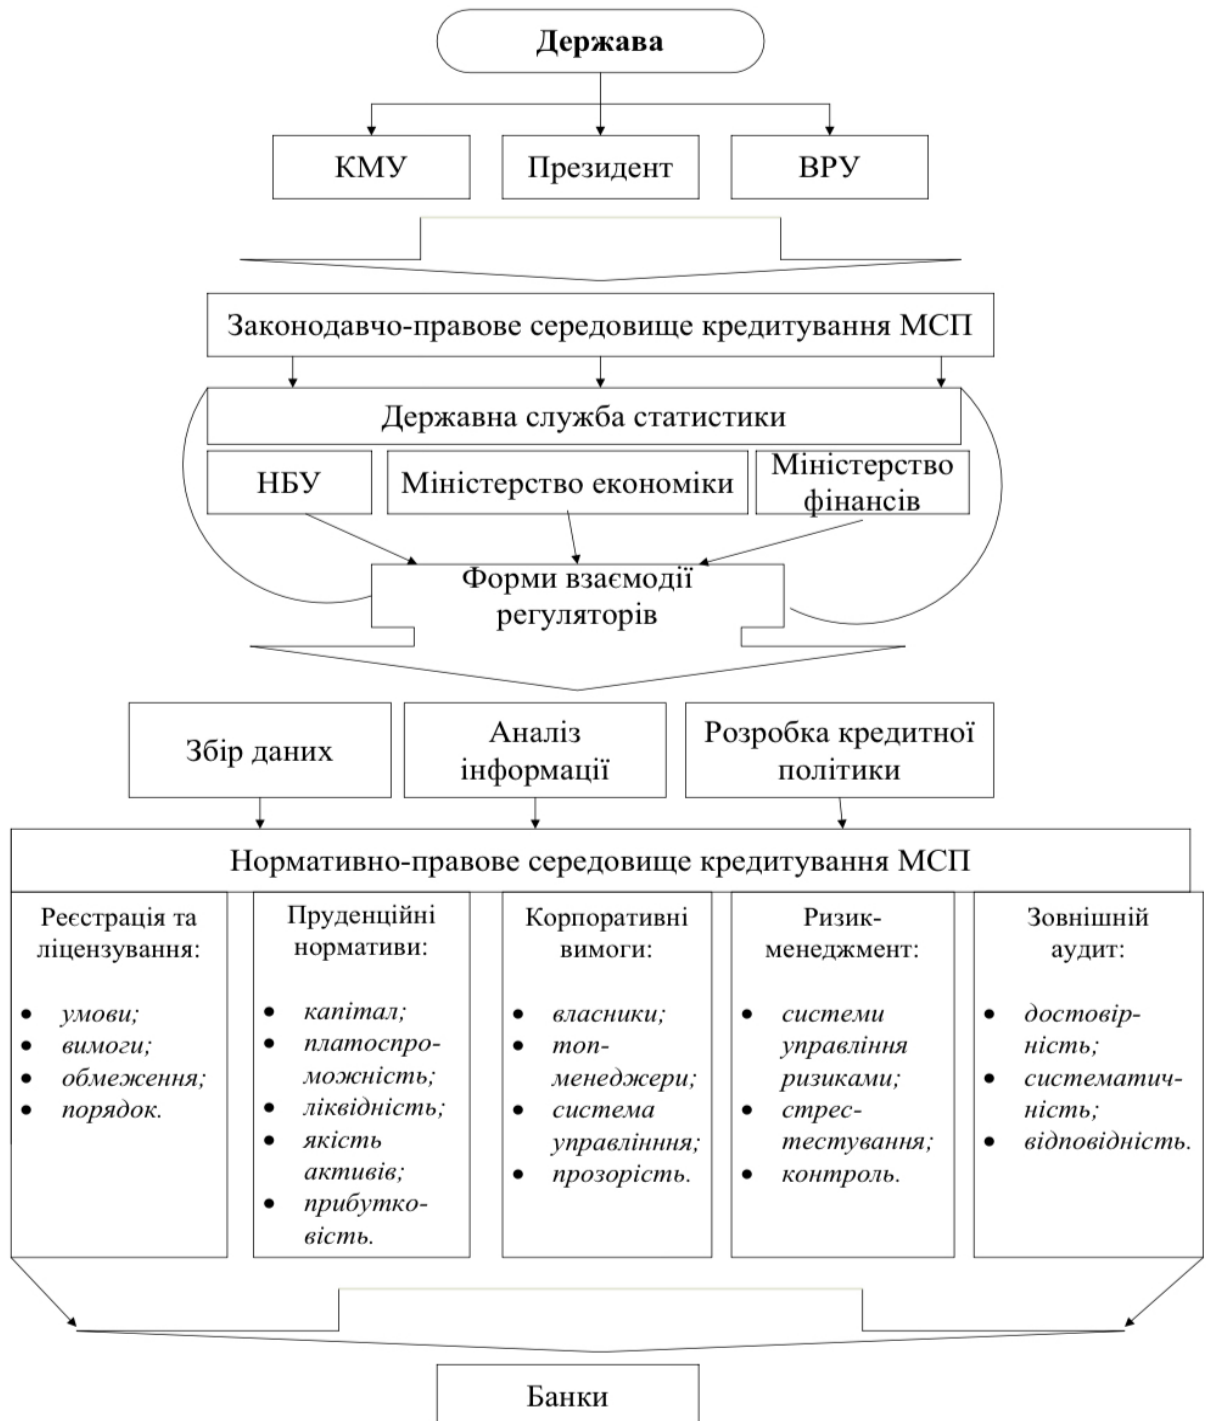 Держава
КМУ
Президент
ВРУ
Законодавчо-правове середовище кредитування МСП
Державна служба статистики
НБУ
Міністерство економіки
Міністерство
фінансів
Форми взаємодії
регуляторів
Збір даних
Аналіз
інформації
Розробка кредитної
політики
Нормативно-правове середовище кредитування МСП
Реєстрація та
ліцензування:
• умови;
• вимоги;
• обмеження;
• порядок.
Пруденційні
нормативи:
• капітал;
• платоспро-
можність;
• ліквідність;
• якість
активів;
• прибутко-
вість.
Корпоративні
вимоги:
• власники;
• топ-
менеджери;
• система
управлінння;
• прозорість.
Ризик-
менеджмент:
• системи
управління
ризиками;
• стрес-
тестування;
• контроль.
Зовнішній
аудит:
• достовір-
ність;
• систематич-
ність;
• відповідність.
Банки